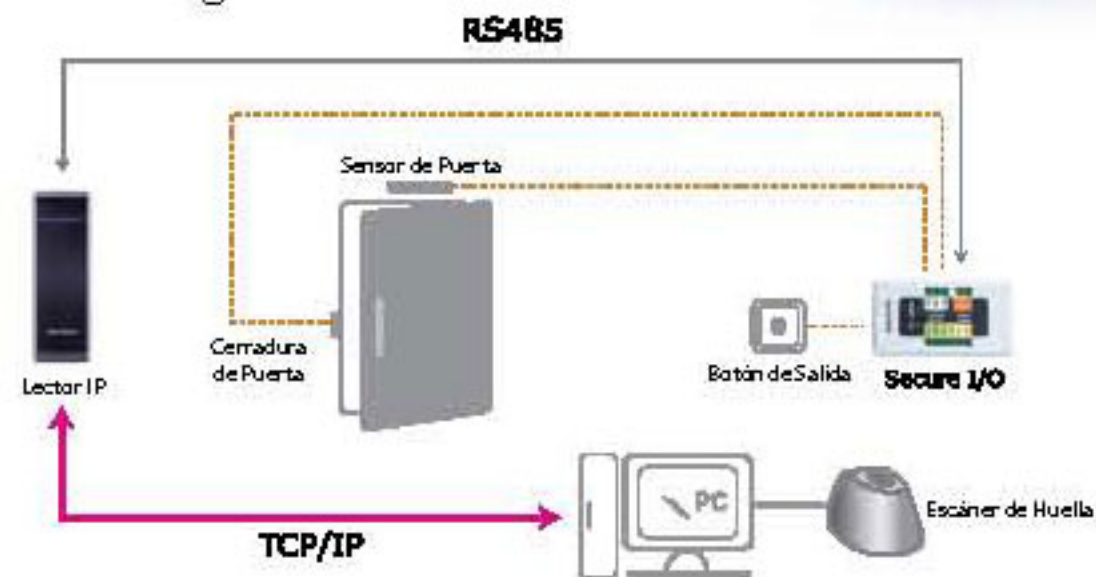 RS485
Sensor de Puerta
Cerradura
de Puerta
Lector IP
Botón de Salida
Secure I/O
PC
Escáner de Huella
TCP/IP